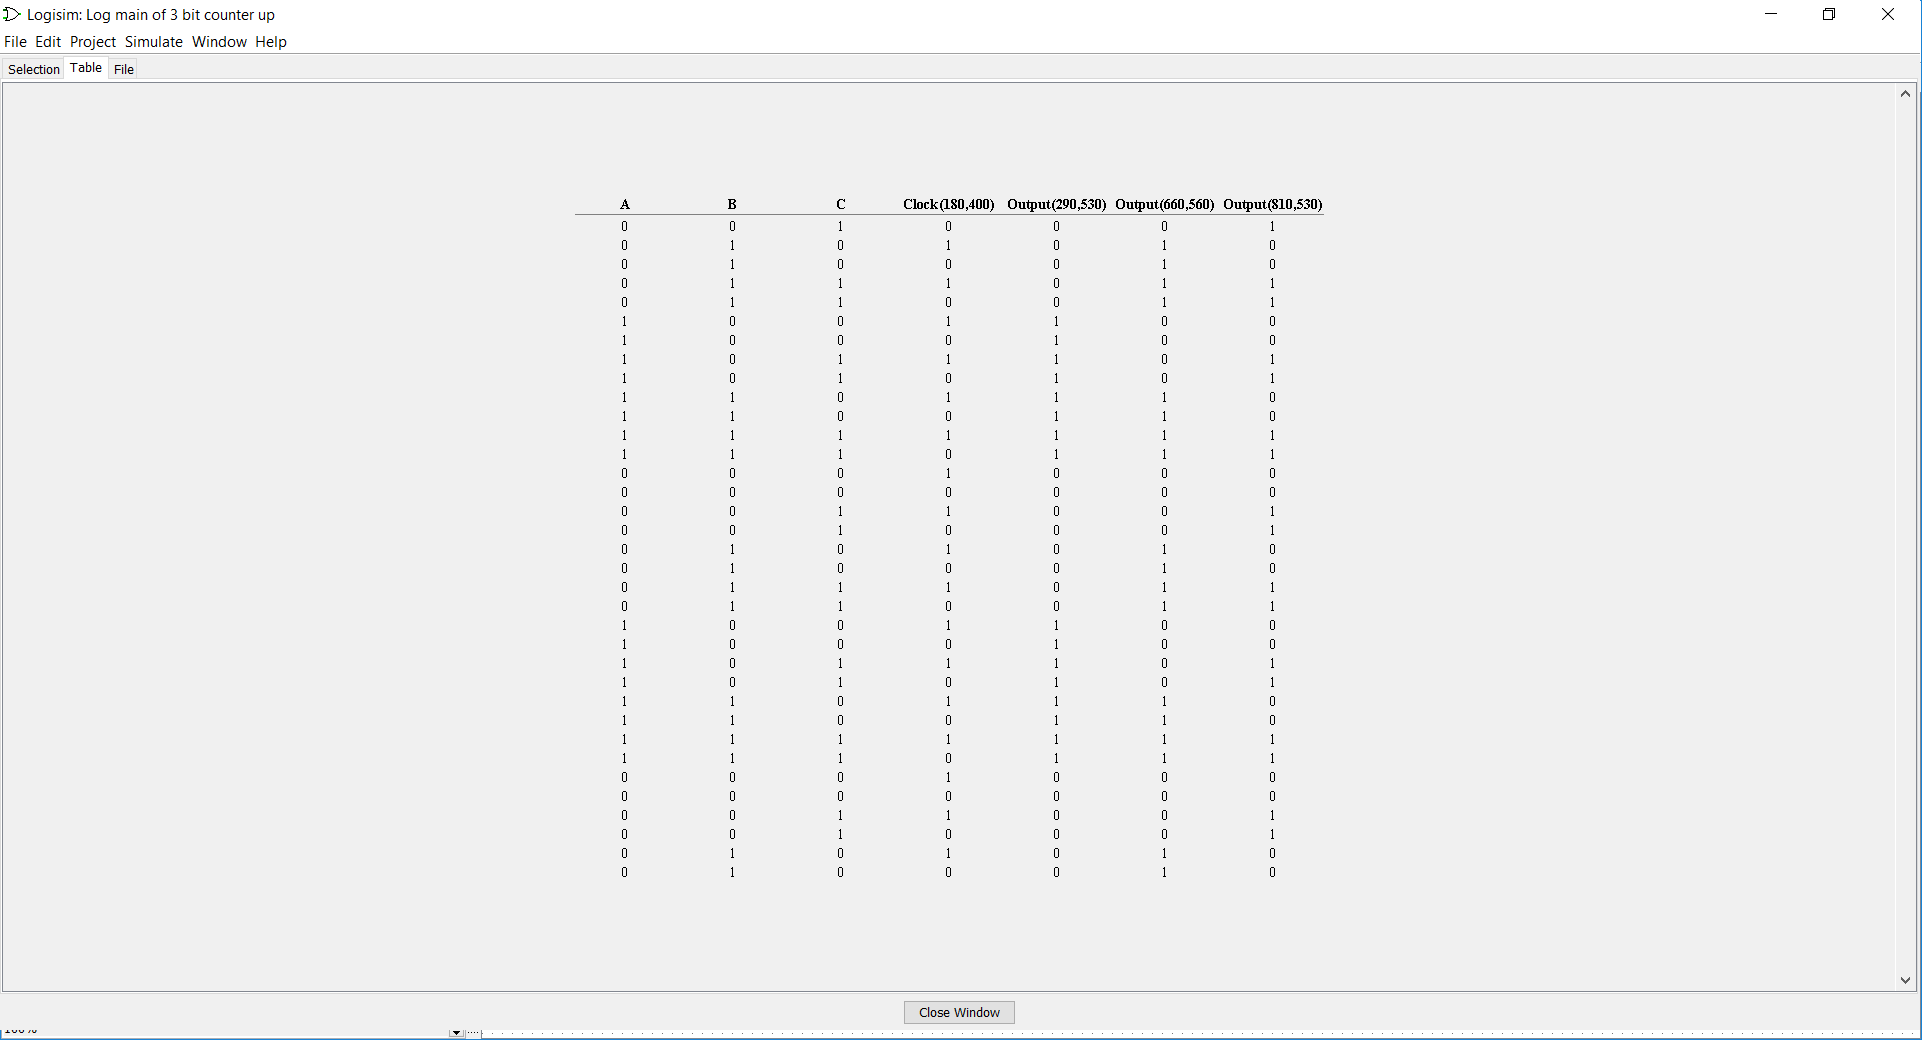 Logisim: Log main of 3 bit counter up
File Edit Project Simulate Window Help
Selection Table File
A B C Clock(180,400) Output(290,530) Output(660,560) Output(810,530)
0 0 1 0 0 0 1
0 1 0 1 0 1 0
0 1 0 0 0 1 0
0 1 1 1 0 1 1
0 1 1 0 0 1 1
1 0 0 1 1 0 0
1 0 0 0 1 0 0
1 0 1 1 1 0 1
1 0 1 0 1 0 1
1 1 0 1 1 1 0
1 1 0 0 1 1 0
1 1 1 1 1 1 1
1 1 1 0 1 1 1
0 0 0 1 0 0 0
0 0 0 0 0 0 0
0 0 1 1 0 0 1
0 0 1 0 0 0 1
0 1 0 1 0 1 0
0 1 0 0 0 1 0
0 1 1 1 0 1 1
0 1 1 0 0 1 1
1 0 0 1 1 0 0
1 0 0 0 1 0 0
1 0 1 1 1 0 1
1 0 1 0 1 0 1
1 1 0 1 1 1 0
1 1 0 0 1 1 0
1 1 1 1 1 1 1
1 1 1 0 1 1 1
0 0 0 1 0 0 0
0 0 0 0 0 0 0
0 0 1 1 0 0 1
0 0 1 0 0 0 1
0 1 0 1 0 1 0
0 1 0 0 0 1 0
Close Window